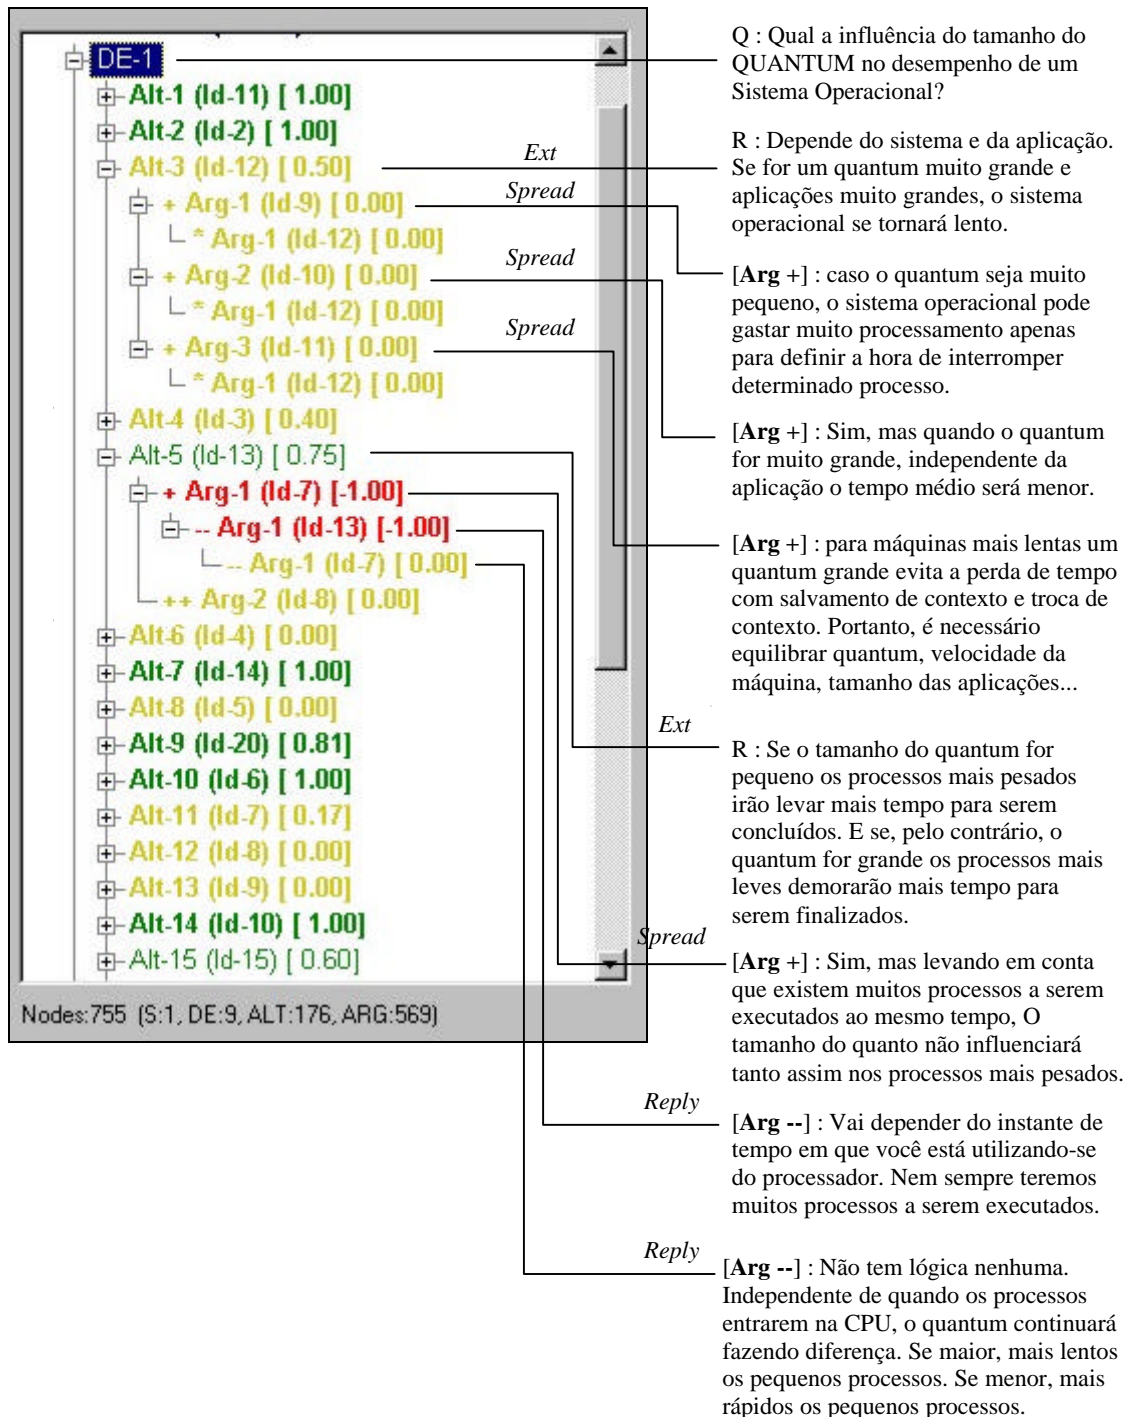 DE-1
Alt-1 (Id-11) [ 1.00]
Alt-2 (Id-2) [ 1.00]
Alt-3 (Id-12) [ 0.50]
+ Arg-1 (Id-9) [ 0.00]
* Arg-1 (Id-12) [ 0.00]
+ Arg-2 (Id-10) [ 0.00]
* Arg-1 (Id-12) [ 0.00]
+ Arg-3 (Id-11) [ 0.00]
* Arg-1 (Id-12) [ 0.00]
Alt-4 (Id-3) [ 0.40]
Alt-5 (Id-13) [ 0.75]
+ Arg-1 (Id-7) [-1.00]
-- Arg-1 (Id-13) [-1.00]
-- Arg-1 (Id-7) [ 0.00]
++ Arg-2 (Id-8) [ 0.00]
Alt-6 (Id-4) [ 0.00]
Alt-7 (Id-14) [ 1.00]
Alt-8 (Id-5) [ 0.00]
Alt-9 (Id-20) [ 0.81]
Alt-10 (Id-6) [ 1.00]
Alt-11 (Id-7) [ 0.17]
Alt-12 (Id-8) [ 0.00]
Alt-13 (Id-9) [ 0.00]
Alt-14 (Id-10) [ 1.00]
Alt-15 (Id-15) [ 0.60]
Nodes:755 (S:1, DE:9, ALT:176, ARG:569)
Q : Qual a influência do tamanho do
QUANTUM no desempenho de um
Sistema Operacional?
Ext
R : Depende do sistema e da aplicação.
Se for um quantum muito grande e
aplicações muito grandes, o sistema
operacional se tornará lento.
Spread
[Arg +] : caso o quantum seja muito
pequeno, o sistema operacional pode
gastar muito processamento apenas
para definir a hora de interromper
determinado processo.
Spread
[Arg +] : Sim, mas quando o quantum
for muito grande, independente da
aplicação o tempo médio será menor.
Spread
[Arg +] : para máquinas mais lentas um
quantum grande evita a perda de tempo
com salvamento de contexto e troca de
contexto. Portanto, é necessário
equilibrar quantum, velocidade da
máquina, tamanho das aplicações...
Ext
R : Se o tamanho do quantum for
pequeno os processos mais pesados
irão levar mais tempo para serem
concluídos. E se, pelo contrário, o
quantum for grande os processos mais
leves demorarão mais tempo para
serem finalizados.
Spread
[Arg +] : Sim, mas levando em conta
que existem muitos processos a serem
executados ao mesmo tempo, O
tamanho do quanto não influenciará
tanto assim nos processos mais pesados.
Reply
[Arg --] : Vai depender do instante de
tempo em que você está utilizando-se
do processador. Nem sempre teremos
muitos processos a serem executados.
Reply
[Arg --] : Não tem lógica nenhuma.
Independente de quando os processos
entrarem na CPU, o quantum continuará
fazendo diferença. Se maior, mais lentos
os pequenos processos. Se menor, mais
rápidos os pequenos processos.